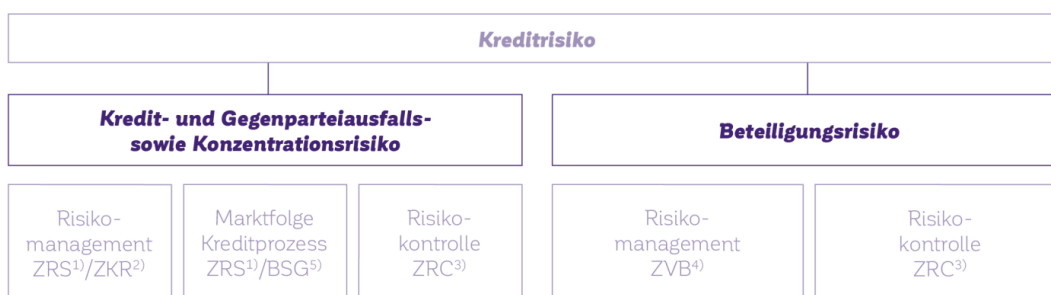 Kreditrisiko
Kredit- und Gegenparteiausfalls-
sowie Konzentrationsrisiko
Beteiligungsrisiko
Risiko-
management
ZRS1)/ZKR2)
Marktfolge
Kreditprozess
ZRS1)/BSG5)
Risiko-
kontrolle
ZRC3)
Risiko-
management
ZVB4)
Risiko-
kontrolle
ZRC3)